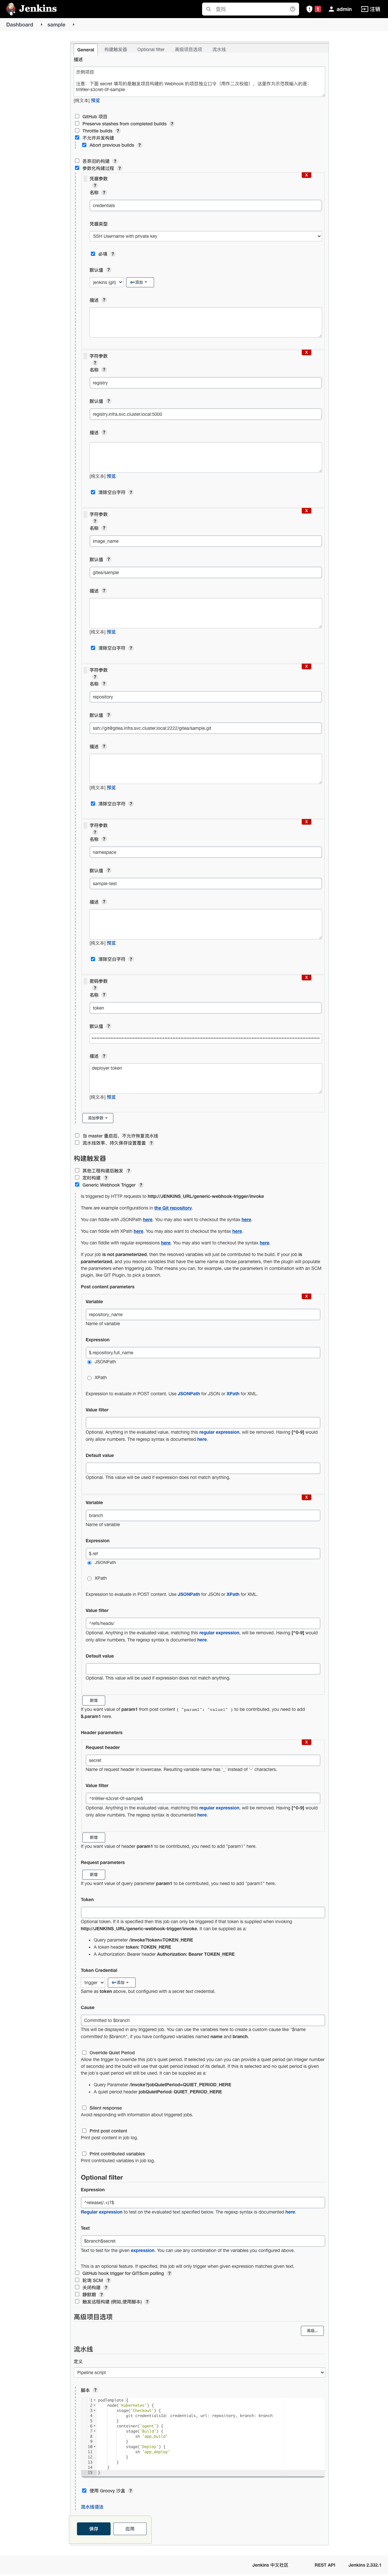 Jenkins
查找
admin
注销
Dashboard
sample
General
构建触发器
Optional filter
高级项目选项
流水线
描述
示例项目
[纯文本] 预览
GitHub 项目
Preserve stashes from completed builds ?
Throttle builds ?
不允许并发构建
Abort previous builds ?
丢弃旧的构建 ?
参数化构建过程 ?
X
凭据参数
?
名称 ?
credentials
凭据类型
SSH Username with private key
必填 ?
默认值 ?
jenkins (git)
添加
描述 ?
X
字符参数
?
名称 ?
registry
默认值 ?
registry.infra.svc.cluster.local:5000
描述 ?
[纯文本] 预览
清除空白字符 ?
X
字符参数
?
名称 ?
image_name
默认值 ?
gitea/sample
描述 ?
[纯文本] 预览
清除空白字符 ?
X
字符参数
?
名称 ?
repository
默认值 ?
ssh://git@gitea.infra.svc.cluster.local:2222/gitea/sample.git
描述 ?
[纯文本] 预览
清除空白字符 ?
X
字符参数
?
名称 ?
namespace
默认值 ?
sample-test
描述 ?
[纯文本] 预览
清除空白字符 ?
X
密码参数
?
名称 ?
token
默认值 ?
描述 ?
deployer token
[纯文本] 预览
添加参数
当 master 重启后，不允许恢复流水线
流水线效率、持久保存设置覆盖 ?
构建触发器
其他工程构建后触发 ?
定时构建 ?
Generic Webhook Trigger ?
Is triggered by HTTP requests to http://JENKINS_URL/generic-webhook-trigger/invoke
There are example configurations in the Git repository.
You can fiddle with JSONPath here. You may also want to checkout the syntax here.
You can fiddle with XPath here. You may also want to checkout the syntax here.
You can fiddle with regular expressions here. You may also want to checkout the syntax here.
If your job is not parameterized, then the resolved variables will just be contributed to the build. If your job is
parameterized, and you resolve variables that have the same name as those parameters, then the plugin will populate
the parameters when triggering job. That means you can, for example, use the parameters in combination with an SCM
plugin, like GIT Plugin, to pick a branch.
Post content parameters
X
Variable
repository_name
Name of variable
Expression
$.repository.full_name
JSONPath
XPath
Expression to evaluate in POST content. Use JSONPath for JSON or XPath for XML.
Value filter
Optional. Anything in the evaluated value, matching this regular expression, will be removed. Having [^0-9] would
only allow numbers. The regexp syntax is documented here.
Default value
Optional. This value will be used if expression does not match anything.
X
Variable
branch
Name of variable
Expression
$.ref
JSONPath
XPath
Expression to evaluate in POST content. Use JSONPath for JSON or XPath for XML.
Value filter
^refs/heads/
Optional. Anything in the evaluated value, matching this regular expression, will be removed. Having [^0-9] would
only allow numbers. The regexp syntax is documented here.
Default value
Optional. This value will be used if expression does not match anything.
新增
If you want value of param1 from post content { "param1": "value1" } to be contributed, you need to add
$.param1 here.
Header parameters
X
Request header
secret
Name of request header in lowercase. Resulting variable name has '_' instead of '-' characters.
Value filter
Optional. Anything in the evaluated value, matching this regular expression, will be removed. Having [^0-9] would
only allow numbers. The regexp syntax is documented here.
新增
If you want value of header param1 to be contributed, you need to add "param1" here.
Request parameters
新增
If you want value of query parameter param1 to be contributed, you need to add "param1" here.
Token
Optional token. If it is specified then this job can only be triggered if that token is supplied when invoking
http://JENKINS_URL/generic-webhook-trigger/invoke. It can be supplied as a:
Query parameter /invoke?token=TOKEN_HERE
A token header token: TOKEN_HERE
A Authorization: Bearer header Authorization: Bearer TOKEN_HERE
Token Credential
trigger
添加
Same as token above, but configured with a secret text credential.
Cause
Committed to $branch
This will be displayed in any triggered job. You can use the variables here to create a custom cause like "$name
committed to $branch", if you have configured variables named name and branch.
Override Quiet Period
Allow the trigger to override this job's quiet period. If selected you can you can provide a quiet period (an integer number
of seconds) and the build will use that quiet period instead of its default. If this is selected and no quiet period is given
the job's quiet period will still be used. It can be supplied as a:
Query Parameter /invoke?jobQuietPeriod=QUIET_PERIOD_HERE
A quiet period header jobQuietPeriod: QUIET_PERIOD_HERE
Silent response
Avoid responding with information about triggered jobs.
Print post content
Print post content in job log.
Print contributed variables
Print contributed variables in job log.
Optional filter
Expression
Regular expression to test on the evaluated text specified below. The regexp syntax is documented here.
Text
$branch$secret
Text to test for the given expression. You can use any combination of the variables you configured above.
This is an optional feature. If specified, this job will only trigger when given expression matches given text.
GitHub hook trigger for GITScm polling ?
轮询 SCM ?
关闭构建 ?
静默期 ?
触发远程构建 (例如,使用脚本) ?
高级项目选项
高级...
流水线
定义
Pipeline script
脚本 ?
1 podTemplate {
2 node('kubernetes') {
3 stage('Checkout') {
4 git credentialsId: credentials, url: repository, branch: branch
5 }
6 container('agent') {
7 stage('Build') {
8 sh 'app_build'
9 }
10 stage('Deploy') {
11 sh 'app_deploy'
12 }
13 }
14 }
15 }
使用 Groovy 沙盒 ?
流水线语法
保存
应用
Jenkins 中文社区
REST API
Jenkins 2.332.1